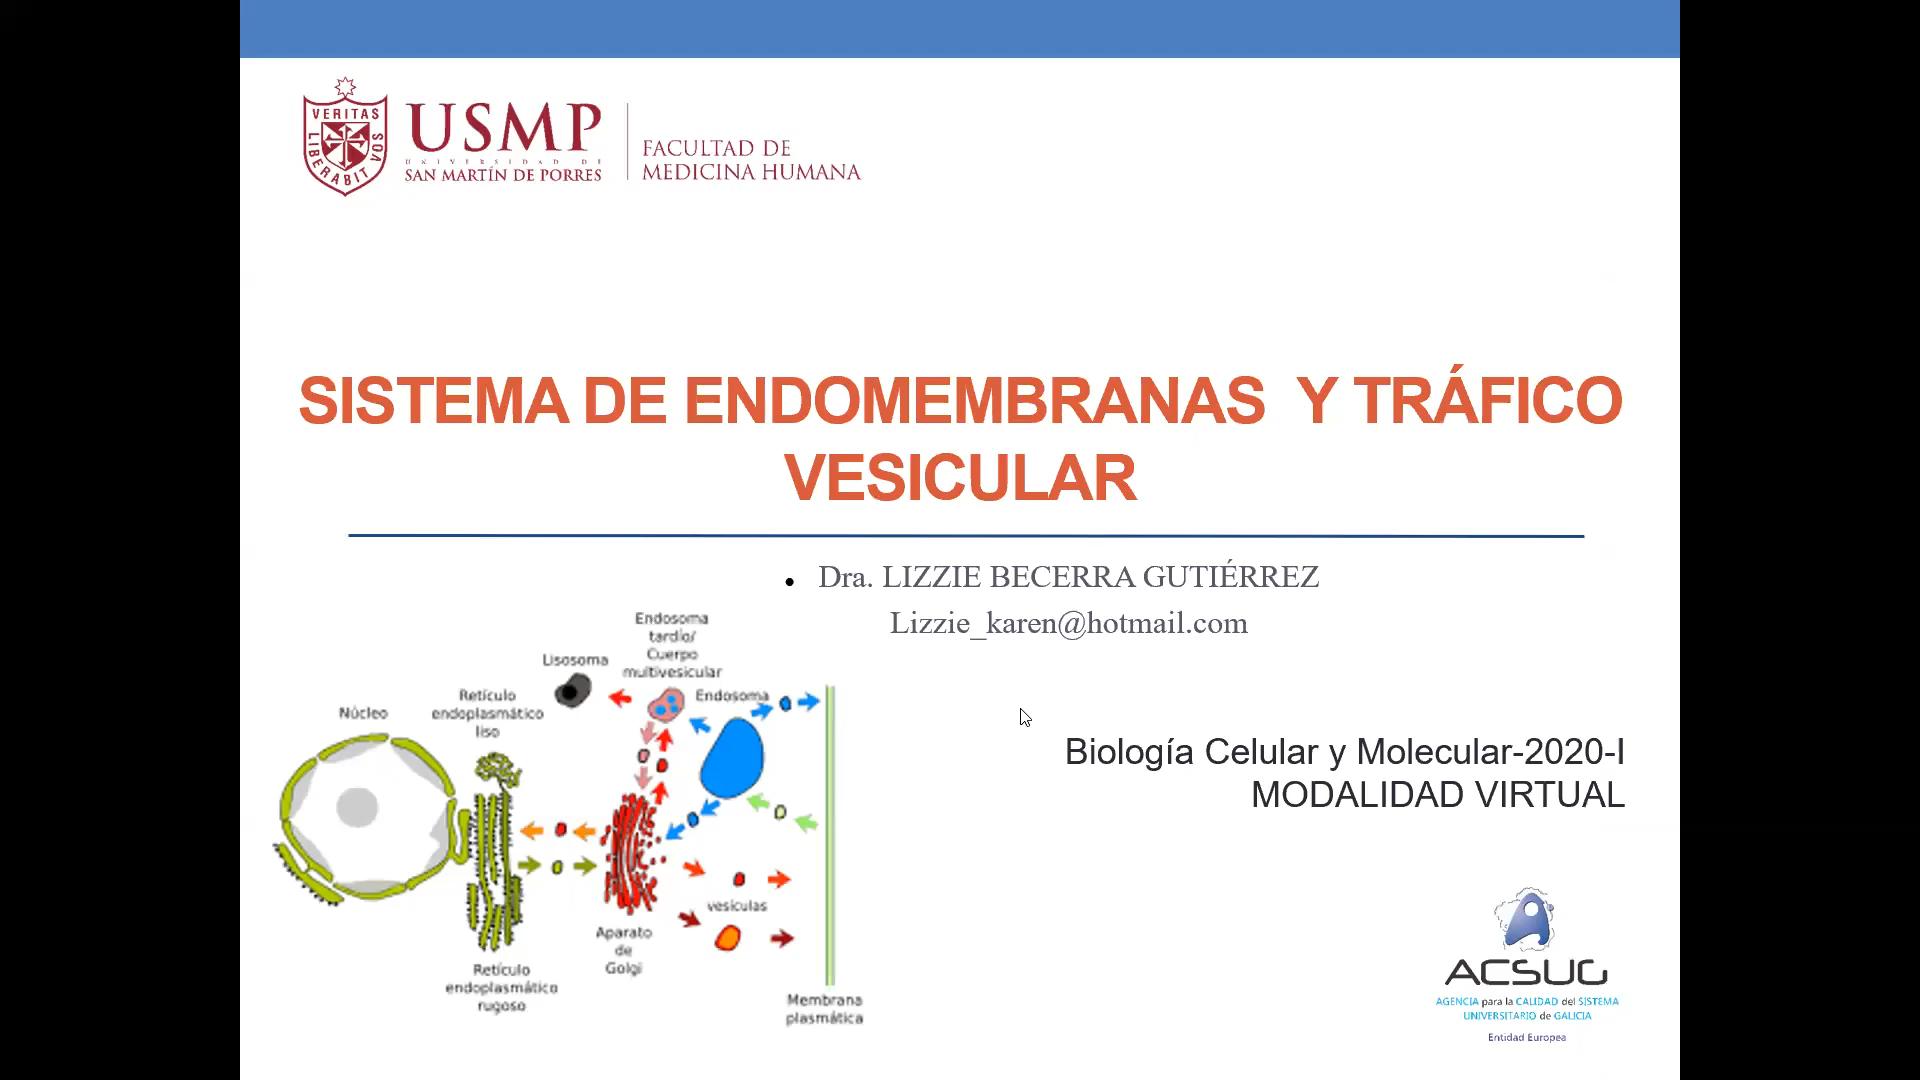 VERITAS
LIBERABIT
VOS
USMP
UNIVERSIDAD DE
SAN MARTÍN DE PORRES
FACULTAD DE
MEDICINA HUMANA
SISTEMA DE ENDOMEMBRANAS Y TRÁFICO
VESICULAR
• Dra. LIZZIE BECERRA GUTIÉRREZ
Lizzie_karen@hotmail.com
Endosoma
tardío/
Cuerpo
multivesicular
Lisosoma
Endosoma
Retículo
endoplasmático
liso
Núcleo
vesículas
Aparato
de
Golgi
Retículo
endoplasmático
rugoso
Membrana
plasmática
Biología Celular y Molecular-2020-I
MODALIDAD VIRTUAL
ACSUG
AGENCIA para la CALIDAD del SISTEMA
UNIVERSITARIO de GALICIA
Entidad Europea